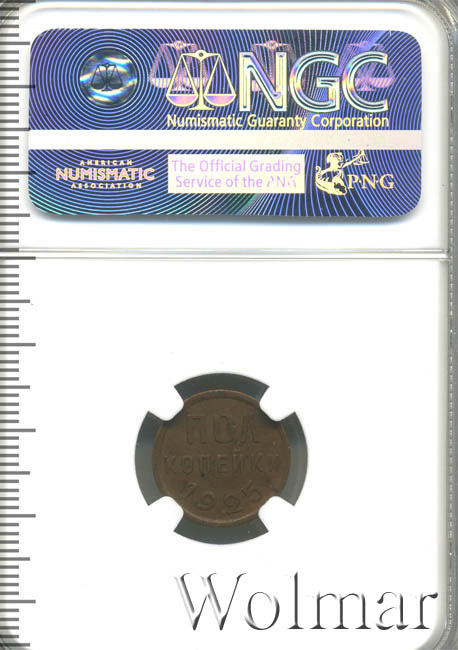 NGC
Numismatic Guaranty Corporation
AMERICAN
NUMISMATIC
ASSOCIATION
The Official Grading
Service of the PNG
PNG
ПОЛ
КОПЕЙКИ
1925
Wolmar